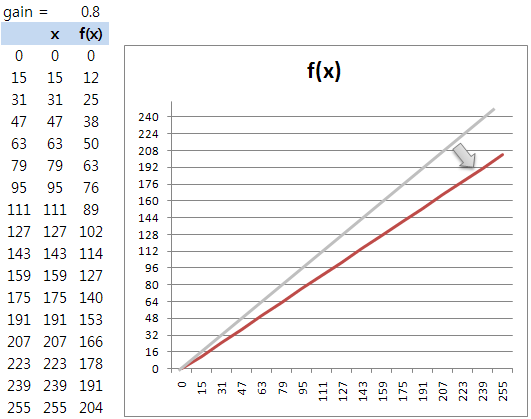 gain = 0.8
x f(x)
0 0 0
15 15 12
31 31 25
47 47 38
63 63 50
79 79 63
95 95 76
111 111 89
127 127 102
143 143 114
159 159 127
175 175 140
191 191 153
207 207 166
223 223 178
239 239 191
255 255 204
f(x)
240
224
208
192
176
160
144
128
112
96
80
64
48
32
16
0
0 15 31 47 63 79 95 111 127 143 159 175 191 207 223 239 255